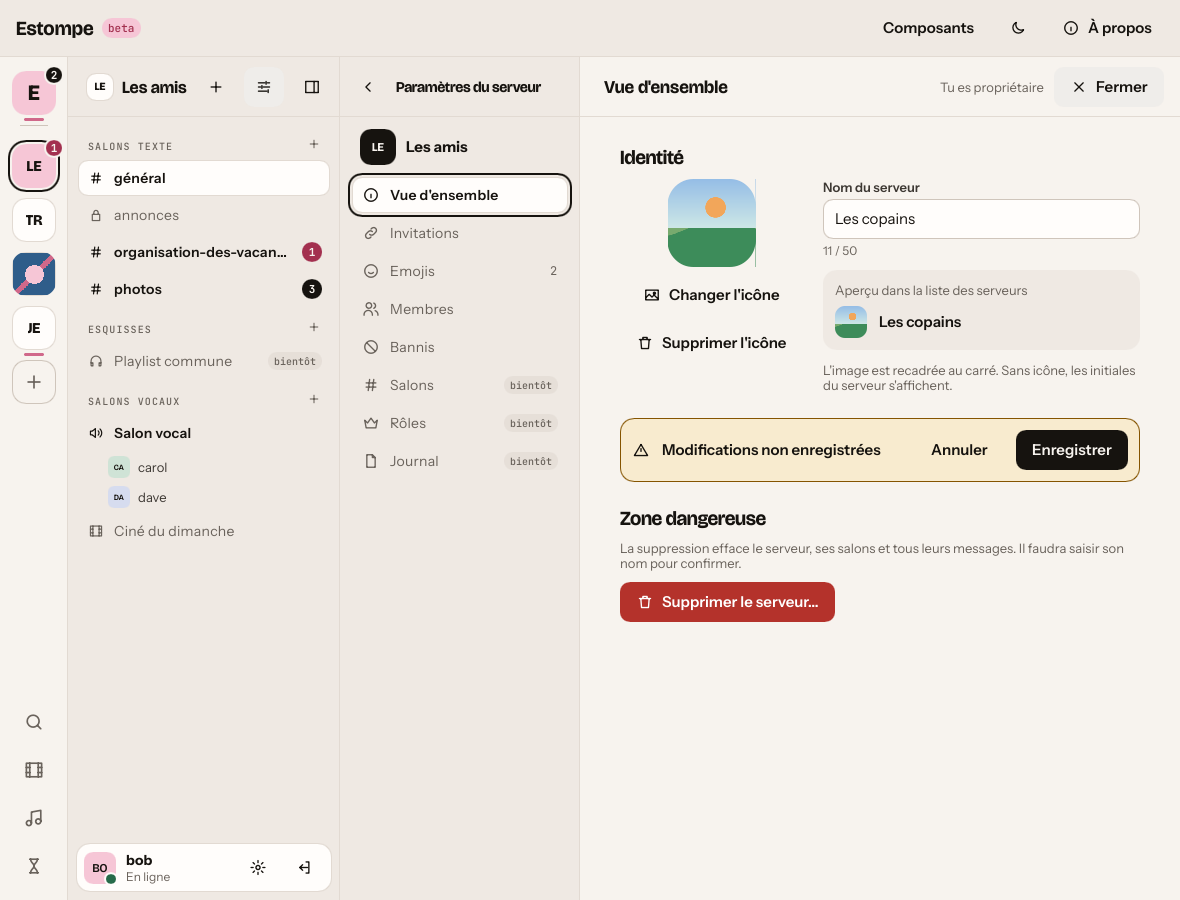 Estompe beta
Composants
À propos
E
2
LE
1
TR
JE
LE Les amis
SALONS TEXTE
général
annonces
organisation-des-vacan...
1
photos
3
ESQUISSES
Playlist commune
bientôt
SALONS VOCAUX
Salon vocal
CA carol
DA dave
Ciné du dimanche
BO
bob
En ligne
Paramètres du serveur
LE Les amis
Vue d'ensemble
Invitations
Emojis
2
Membres
Bannis
Salons
bientôt
Rôles
bientôt
Journal
bientôt
Vue d'ensemble
Tu es propriétaire
Fermer
Identité
Changer l'icône
Supprimer l'icône
Nom du serveur
Les copains
11 / 50
Aperçu dans la liste des serveurs
Les copains
L'image est recadrée au carré. Sans icône, les initiales
du serveur s'affichent.
Modifications non enregistrées
Annuler
Enregistrer
Zone dangereuse
La suppression efface le serveur, ses salons et tous leurs messages. Il faudra saisir son
nom pour confirmer.
Supprimer le serveur...